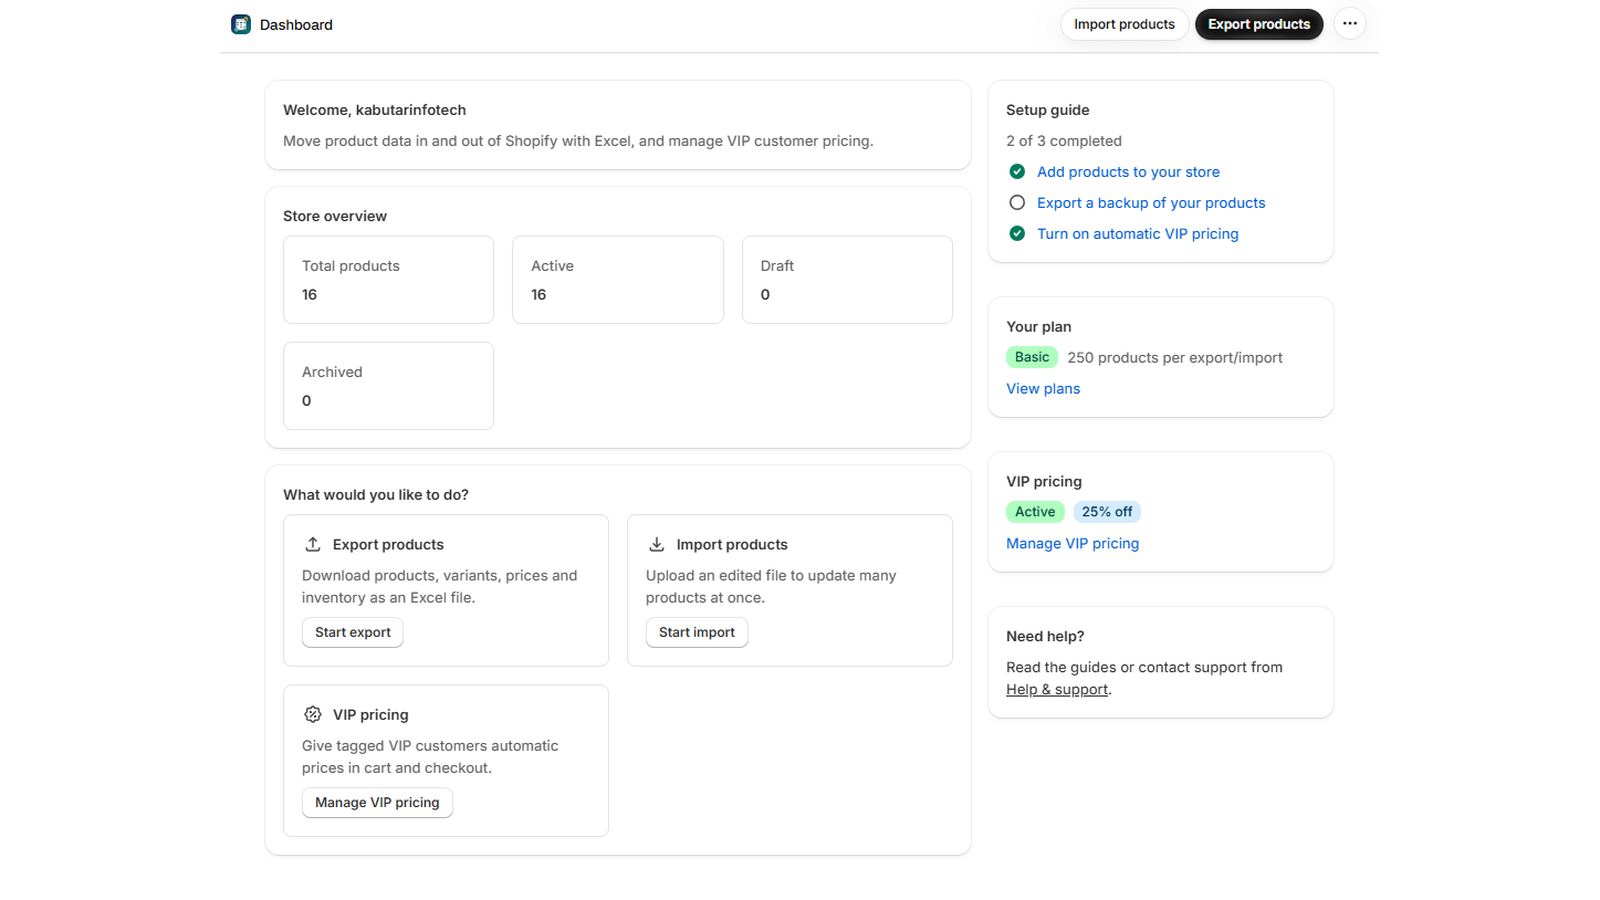 Dashboard
Import products
Export products
Welcome, kabutarinfotech
Move product data in and out of Shopify with Excel, and manage VIP customer pricing.
Store overview
Total products
16
Active
16
Draft
0
Archived
0
What would you like to do?
Export products
Download products, variants, prices and
inventory as an Excel file.
Start export
Import products
Upload an edited file to update many
products at once.
Start import
VIP pricing
Give tagged VIP customers automatic
prices in cart and checkout.
Manage VIP pricing
Setup guide
2 of 3 completed
Add products to your store
Export a backup of your products
Turn on automatic VIP pricing
Your plan
Basic 250 products per export/import
View plans
VIP pricing
Active 25% off
Manage VIP pricing
Need help?
Read the guides or contact support from
Help & support.